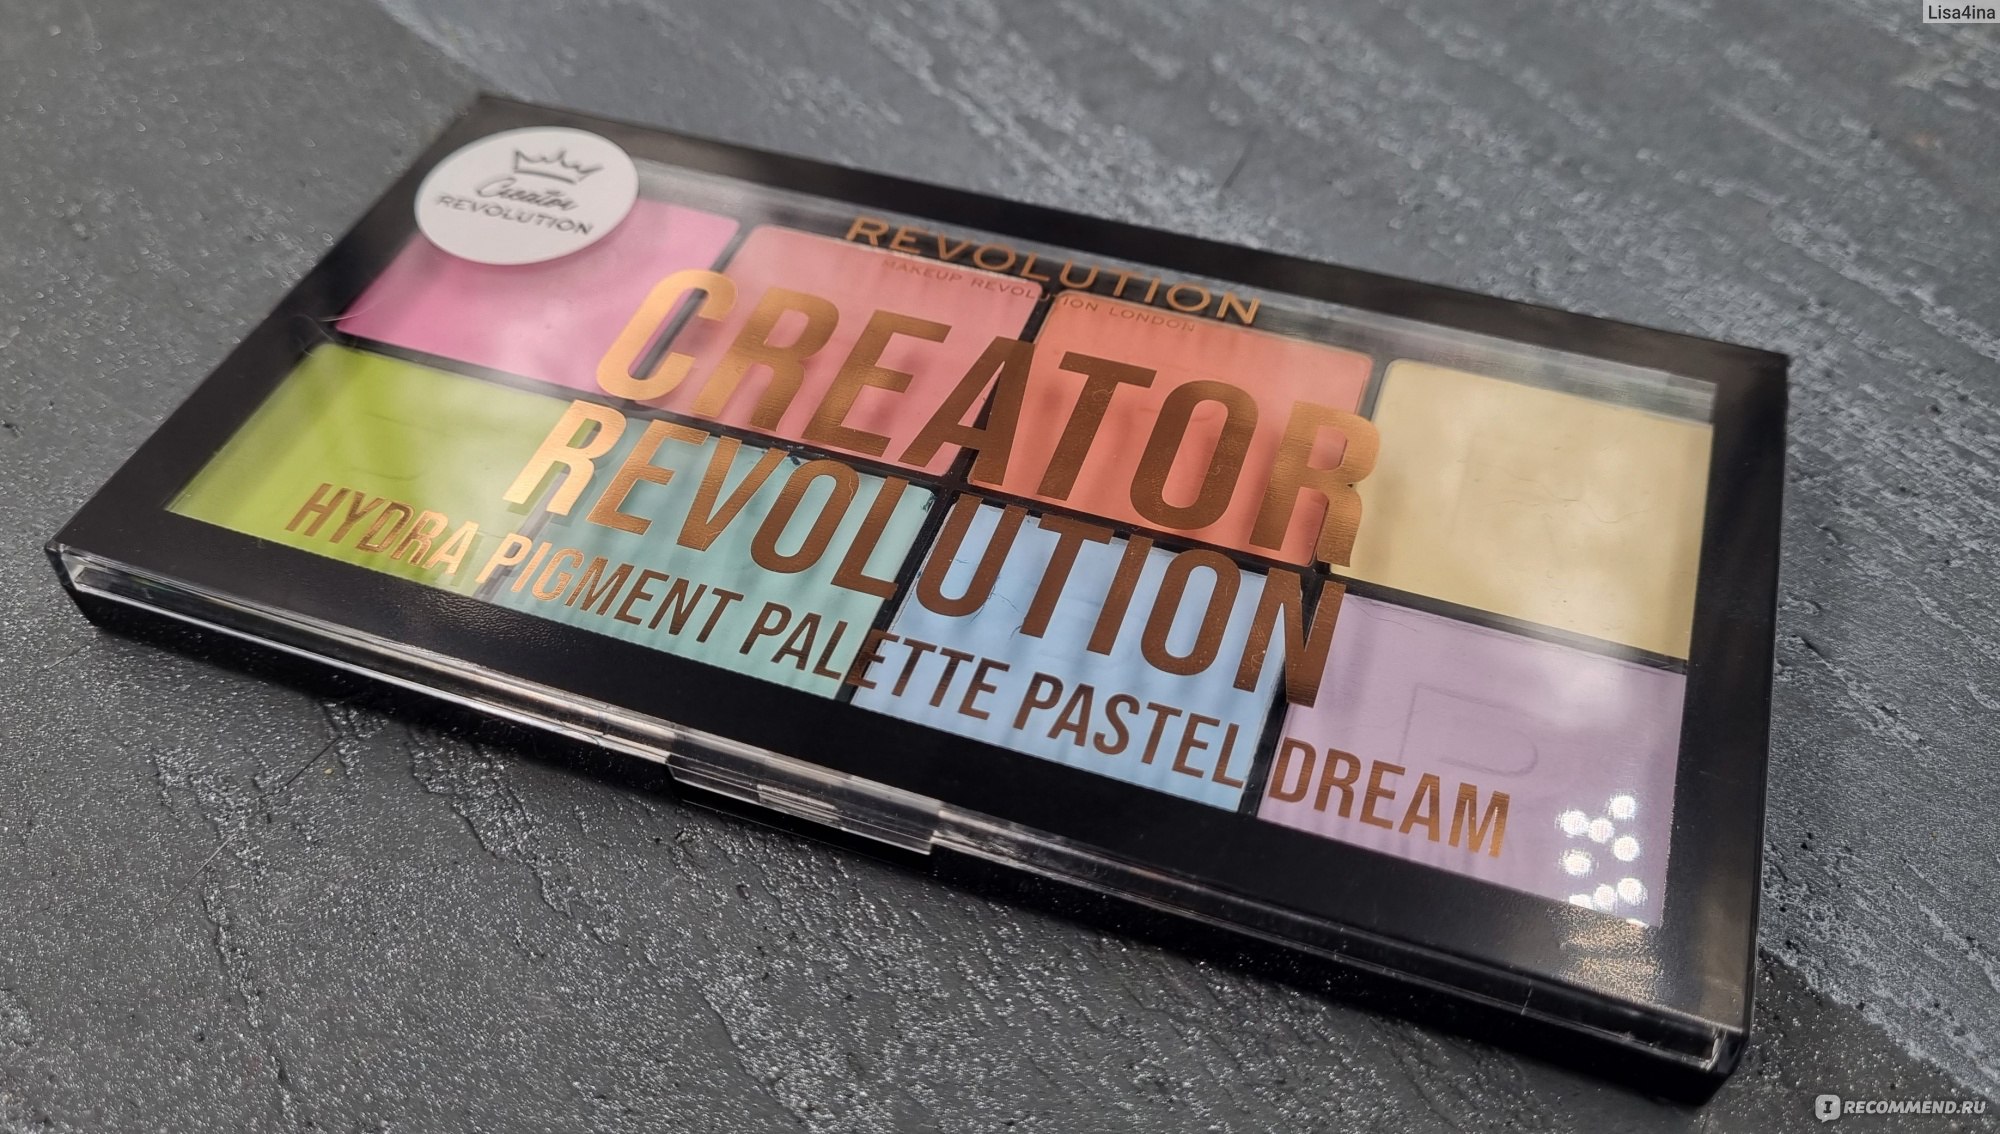 Lisa4ina
Creator
REVOLUTION
REVOLUTION
MAKEUP REVOLUTION LONDON
CREATOR
REVOLUTION
HYDRA PIGMENT PALETTE PASTEL DREAM
RECOMMEND.RU